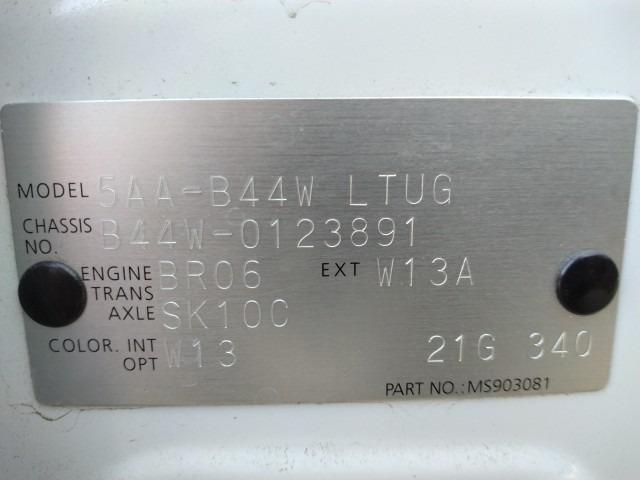 MODEL 5AA-B44W LTUG
CHASSIS NO. B44W-0123891
ENGINE BR06 EXT W13A
TRANS AXLE SK10C
COLOR. INT OPT W13 21G 340
PART NO.:MS903081